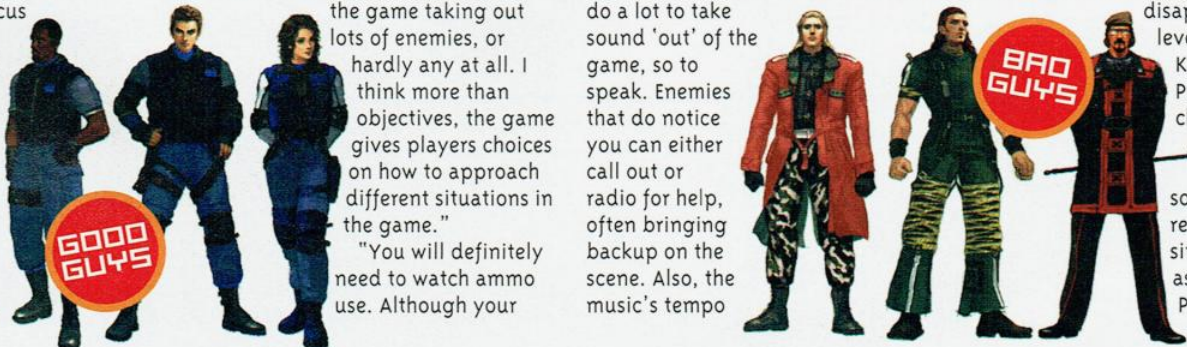 cus
GOOD
GUYS
the game taking out
lots of enemies, or
hardly any at all. I
think more than
objectives, the game
gives players choices
on how to approach
different situations in
the game."
"You will definitely
need to watch ammo
use. Although your
do a lot to take
sound 'out' of the
game, so to
speak. Enemies
that do notice
you can either
call out or
radio for help,
often bringing
backup on the
scene. Also, the
music's tempo
BAD
GUYS
disap
leve
K
P
c
so
re
si
as
P